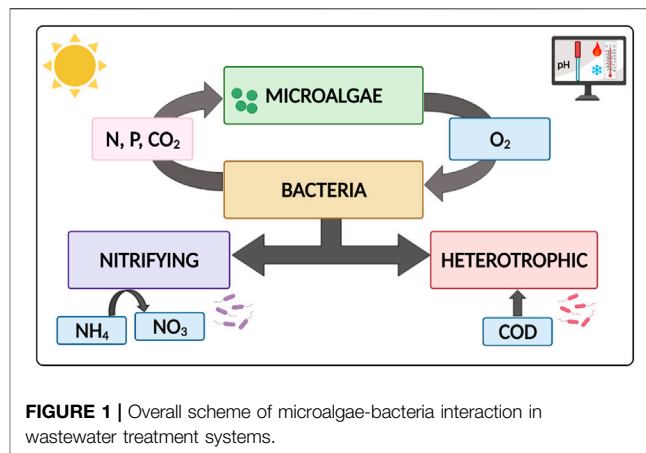 pH
MICROALGAE
N, P, CO₂
O₂
BACTERIA
NITRIFYING
HETEROTROPHIC
NH₄
NO₃
COD
FIGURE 1 | Overall scheme of microalgae-bacteria interaction in
wastewater treatment systems.